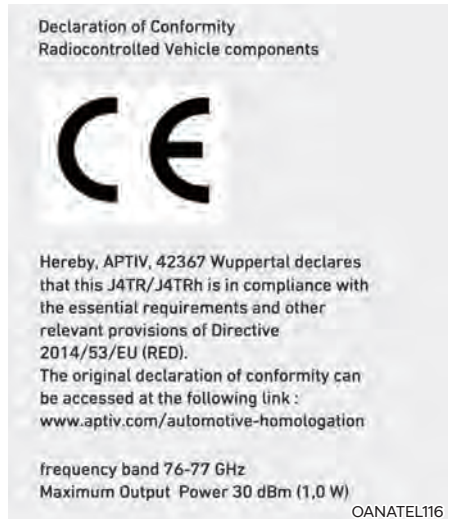 Declaration of Conformity
Radiocontrolled Vehicle components
CE
Hereby, APTIV, 42367 Wuppertal declares
that this J4TR/J4TRh is in compliance with
the essential requirements and other
relevant provisions of Directive
2014/53/EU (RED).
The original declaration of conformity can
be accessed at the following link :
www.aptiv.com/automotive-homologation
frequency band 76-77 GHz
Maximum Output Power 30 dBm (1,0 W)
OANATEL116